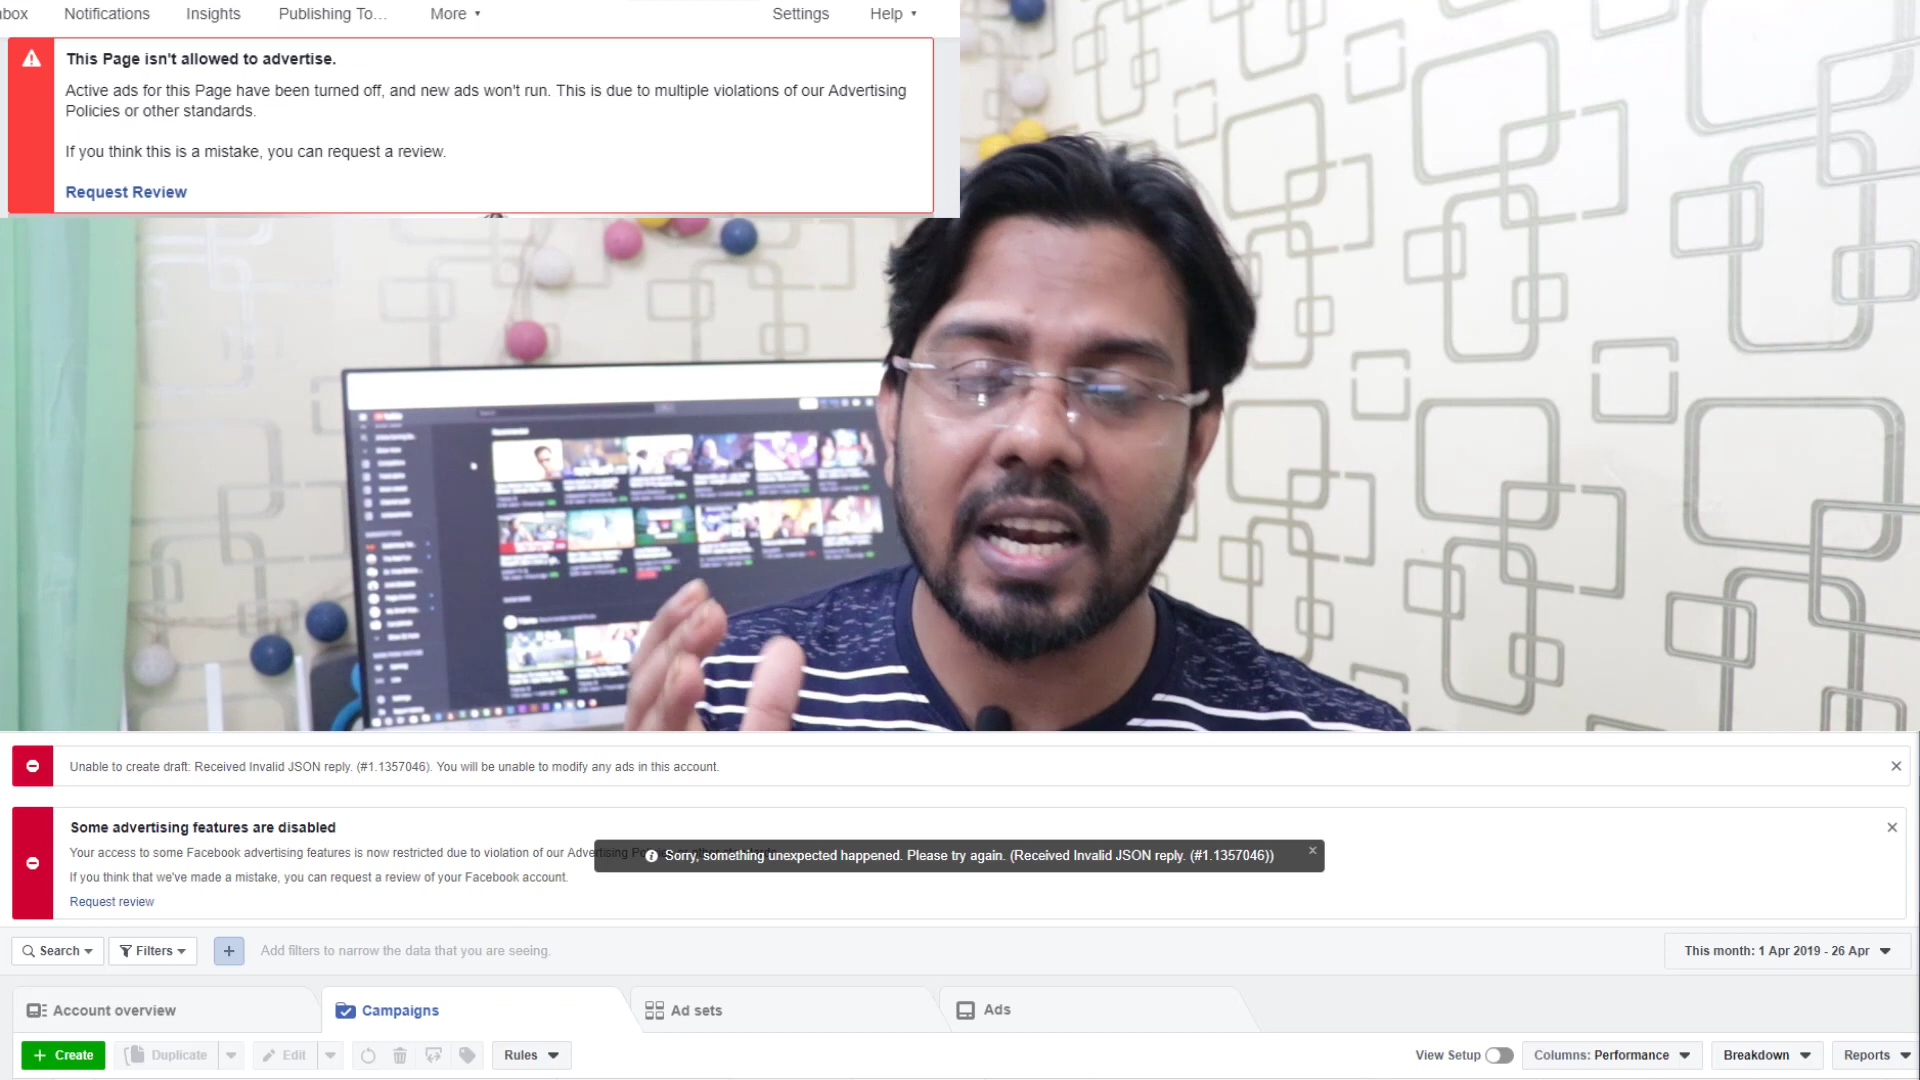 Notifications Insights Publishing To... More Settings Help
This Page isn't allowed to advertise.
Active ads for this Page have been turned off, and new ads won't run. This is due to multiple violations of our Advertising
Policies or other standards.
If you think this is a mistake, you can request a review.
Request Review
Unable to create draft: Received Invalid JSON reply. (#1.1357046). You will be unable to modify any ads in this account.
Some advertising features are disabled
Your access to some Facebook advertising features is now restricted due to violation of our Advertising
Sorry, something unexpected happened. Please try again. (Received Invalid JSON reply. (#1.1357046))
If you think that we've made a mistake, you can request a review of your Facebook account.
Request review
Search Filters + Add filters to narrow the data that you are seeing. This month: 1 Apr 2019 - 26 Apr
Account overview Campaigns Ad sets Ads
+ Create Duplicate Edit Rules View Setup Columns: Performance Breakdown Reports